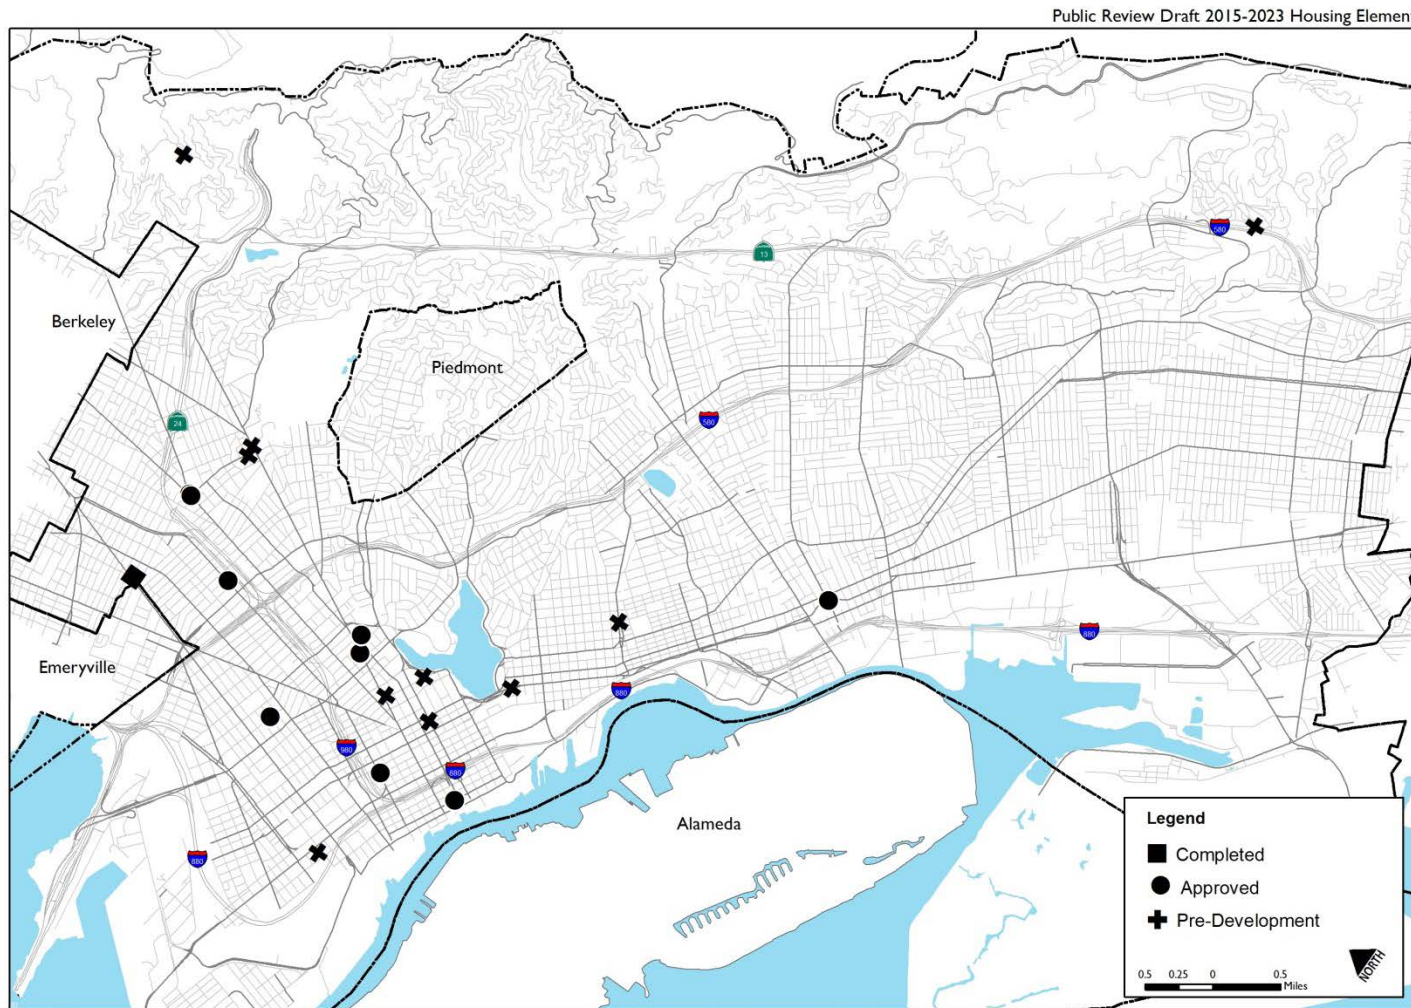 Public Review Draft 2015-2023 Housing Elemen
580
13
Berkeley
Piedmont
24
580
Emeryville
880
880
980
880
Alameda
880
Legend
Completed
Approved
Pre-Development
NORTH
0.5 0.25 0 0.5
Miles